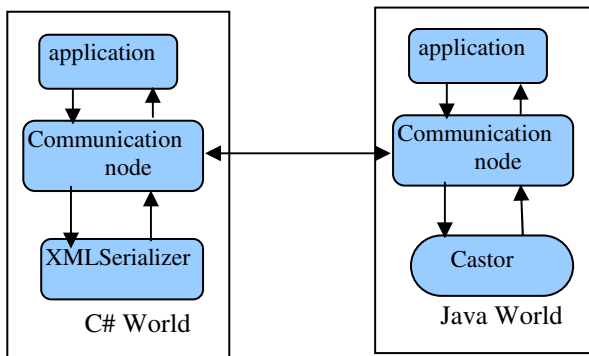 application
Communication
node
XMLSerializer
C# World
application
Communication
node
Castor
Java World